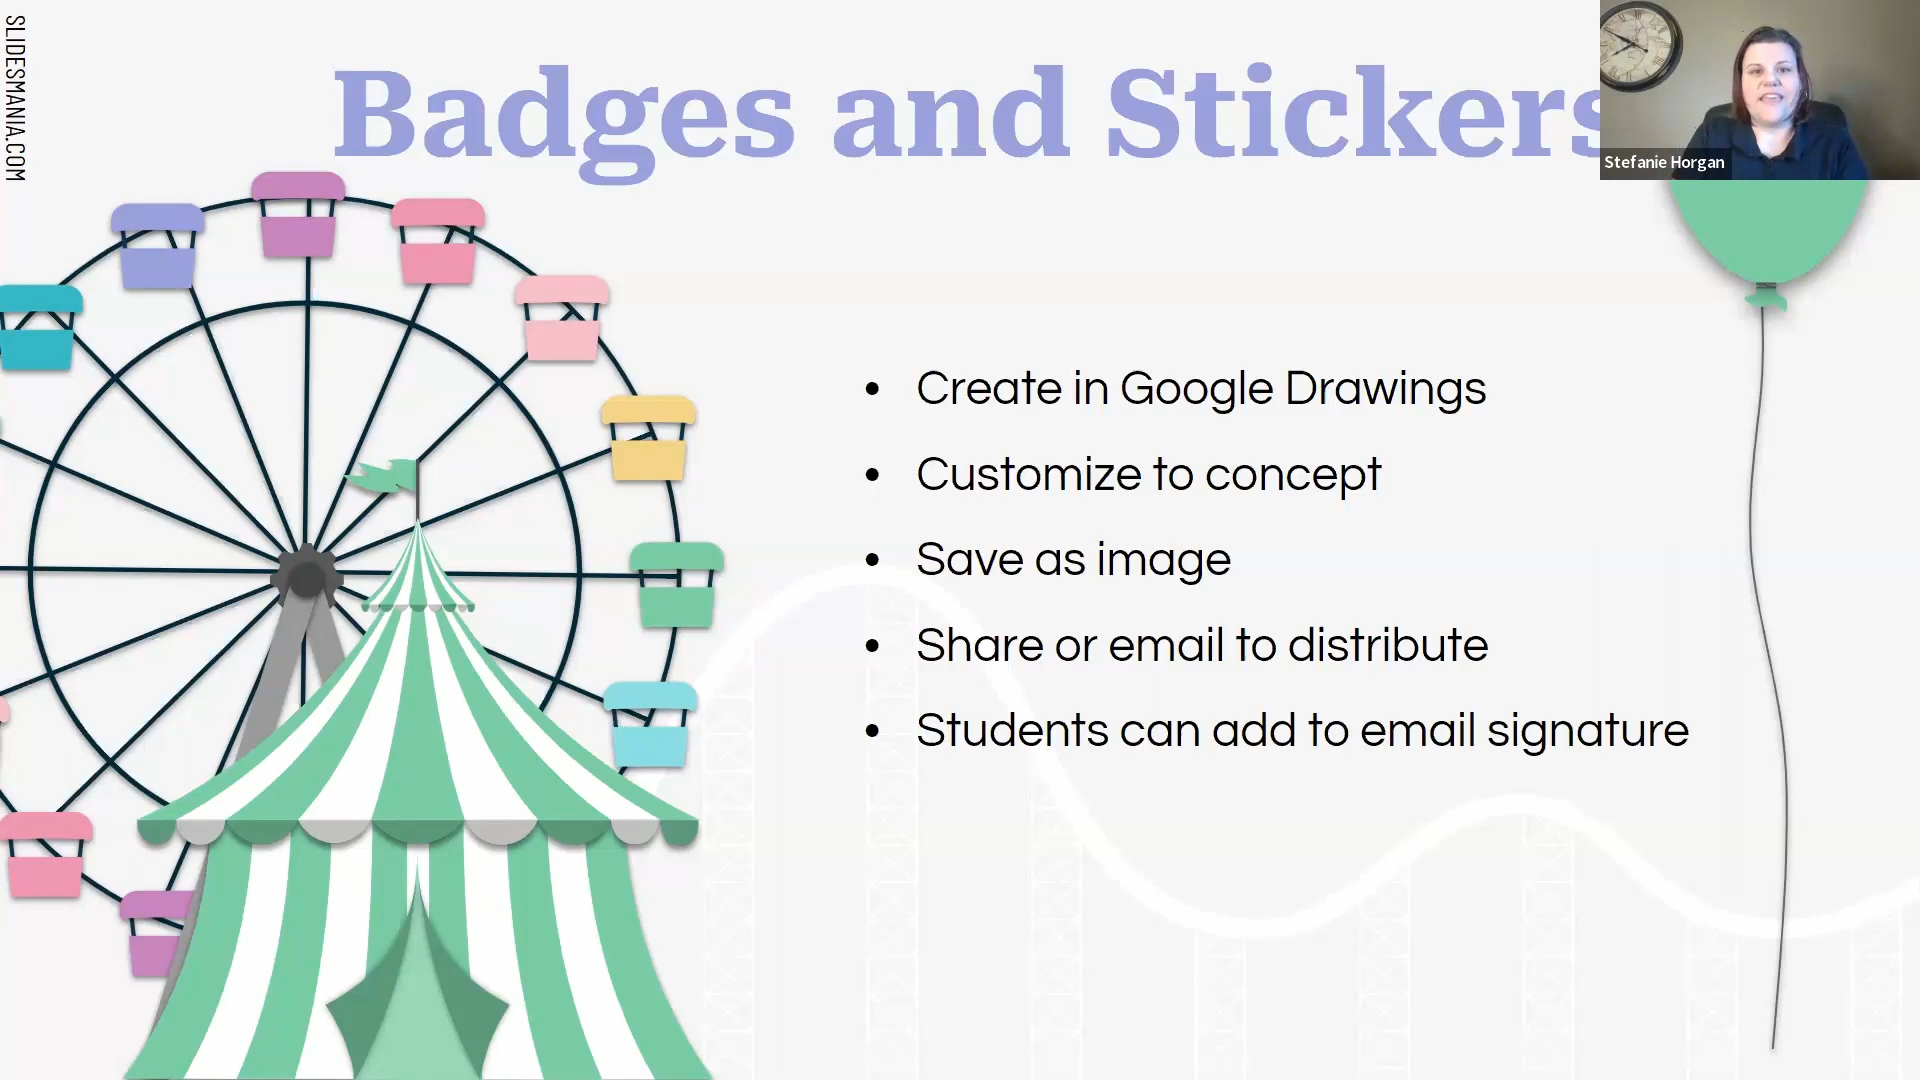 SLIDESMANIA.COM
Badges and Stickers
Stefanie Horgan
• Create in Google Drawings
• Customize to concept
• Save as image
• Share or email to distribute
• Students can add to email signature